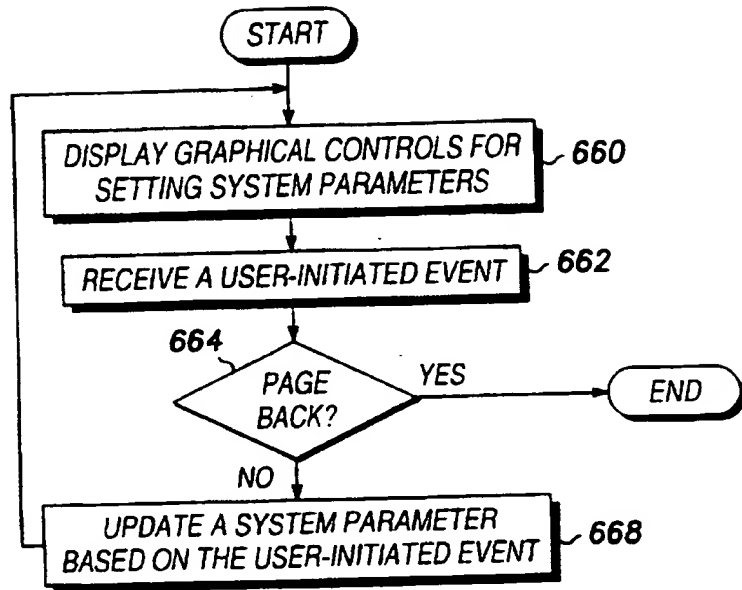 START
DISPLAY GRAPHICAL CONTROLS FOR
SETTING SYSTEM PARAMETERS
660
RECEIVE A USER-INITIATED EVENT
662
664
PAGE
BACK?
YES
END
NO
UPDATE A SYSTEM PARAMETER
BASED ON THE USER-INITIATED EVENT
668